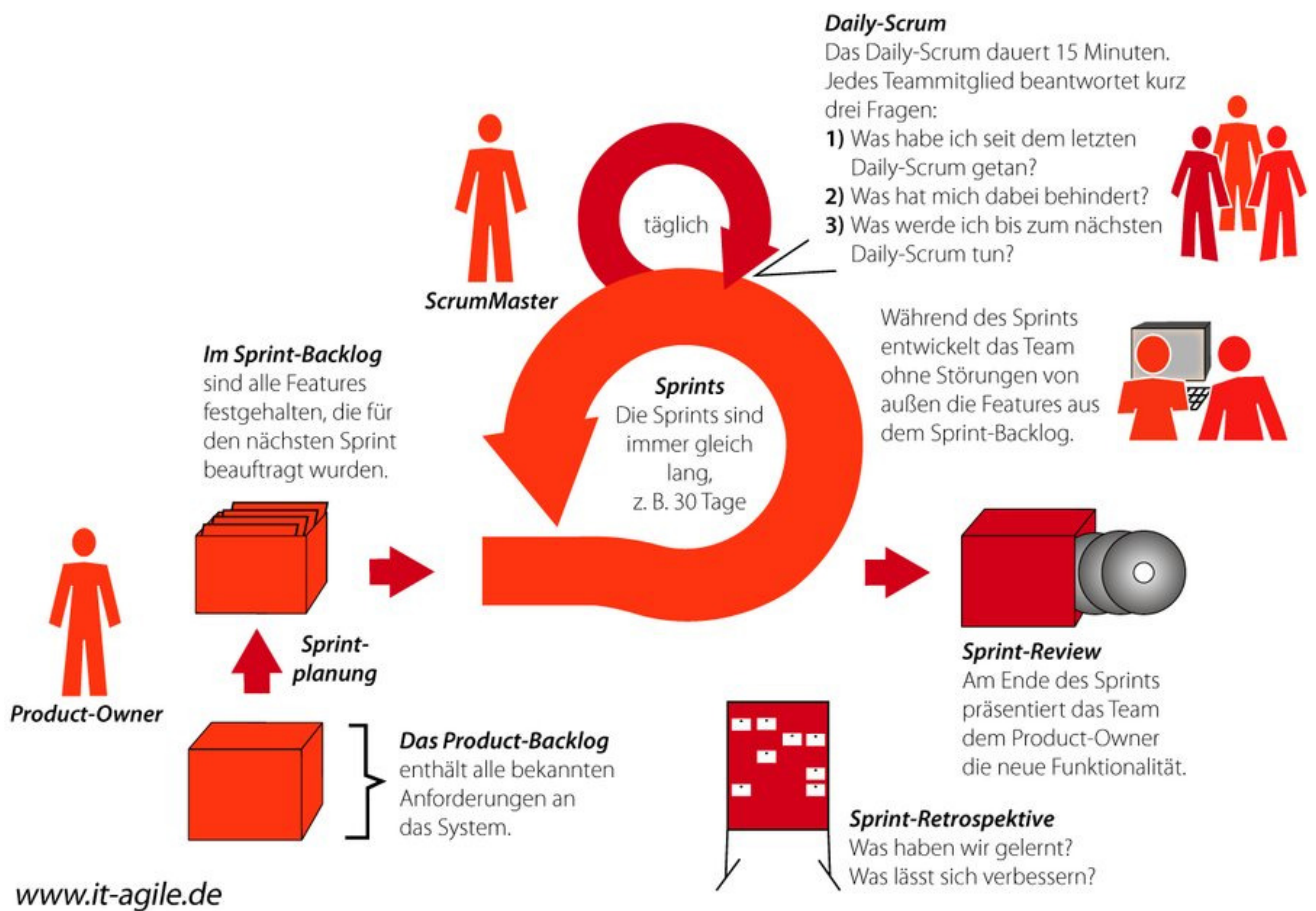 Daily-Scrum
Das Daily-Scrum dauert 15 Minuten.
Jedes Teammitglied beantwortet kurz
drei Fragen:
1) Was habe ich seit dem letzten
Daily-Scrum getan?
2) Was hat mich dabei behindert?
3) Was werde ich bis zum nächsten
Daily-Scrum tun?
täglich
ScrumMaster
Während des Sprints
entwickelt das Team
ohne Störungen von
außen die Features aus
dem Sprint-Backlog.
Im Sprint-Backlog
sind alle Features
festgehalten, die für
den nächsten Sprint
beauftragt wurden.
Sprints
Die Sprints sind
immer gleich
lang,
z. B. 30 Tage
Sprint-
planung
Product-Owner
Das Product-Backlog
enthält alle bekannten
Anforderungen an
das System.
Sprint-Review
Am Ende des Sprints
präsentiert das Team
dem Product-Owner
die neue Funktionalität.
Sprint-Retrospektive
Was haben wir gelernt?
Was lässt sich verbessern?
www.it-agile.de